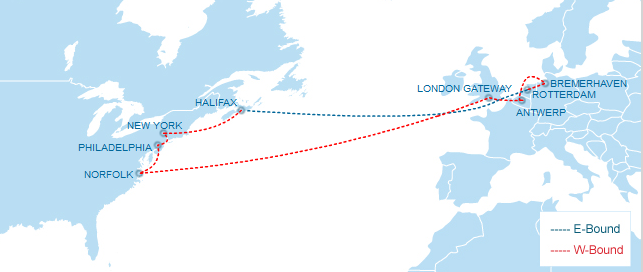 BREMERHAVEN
LONDON GATEWAY
ROTTERDAM
HALIFAX
ANTWERP
NEW YORK
PHILADELPHIA
NORFOLK
----- E-Bound
----- W-Bound